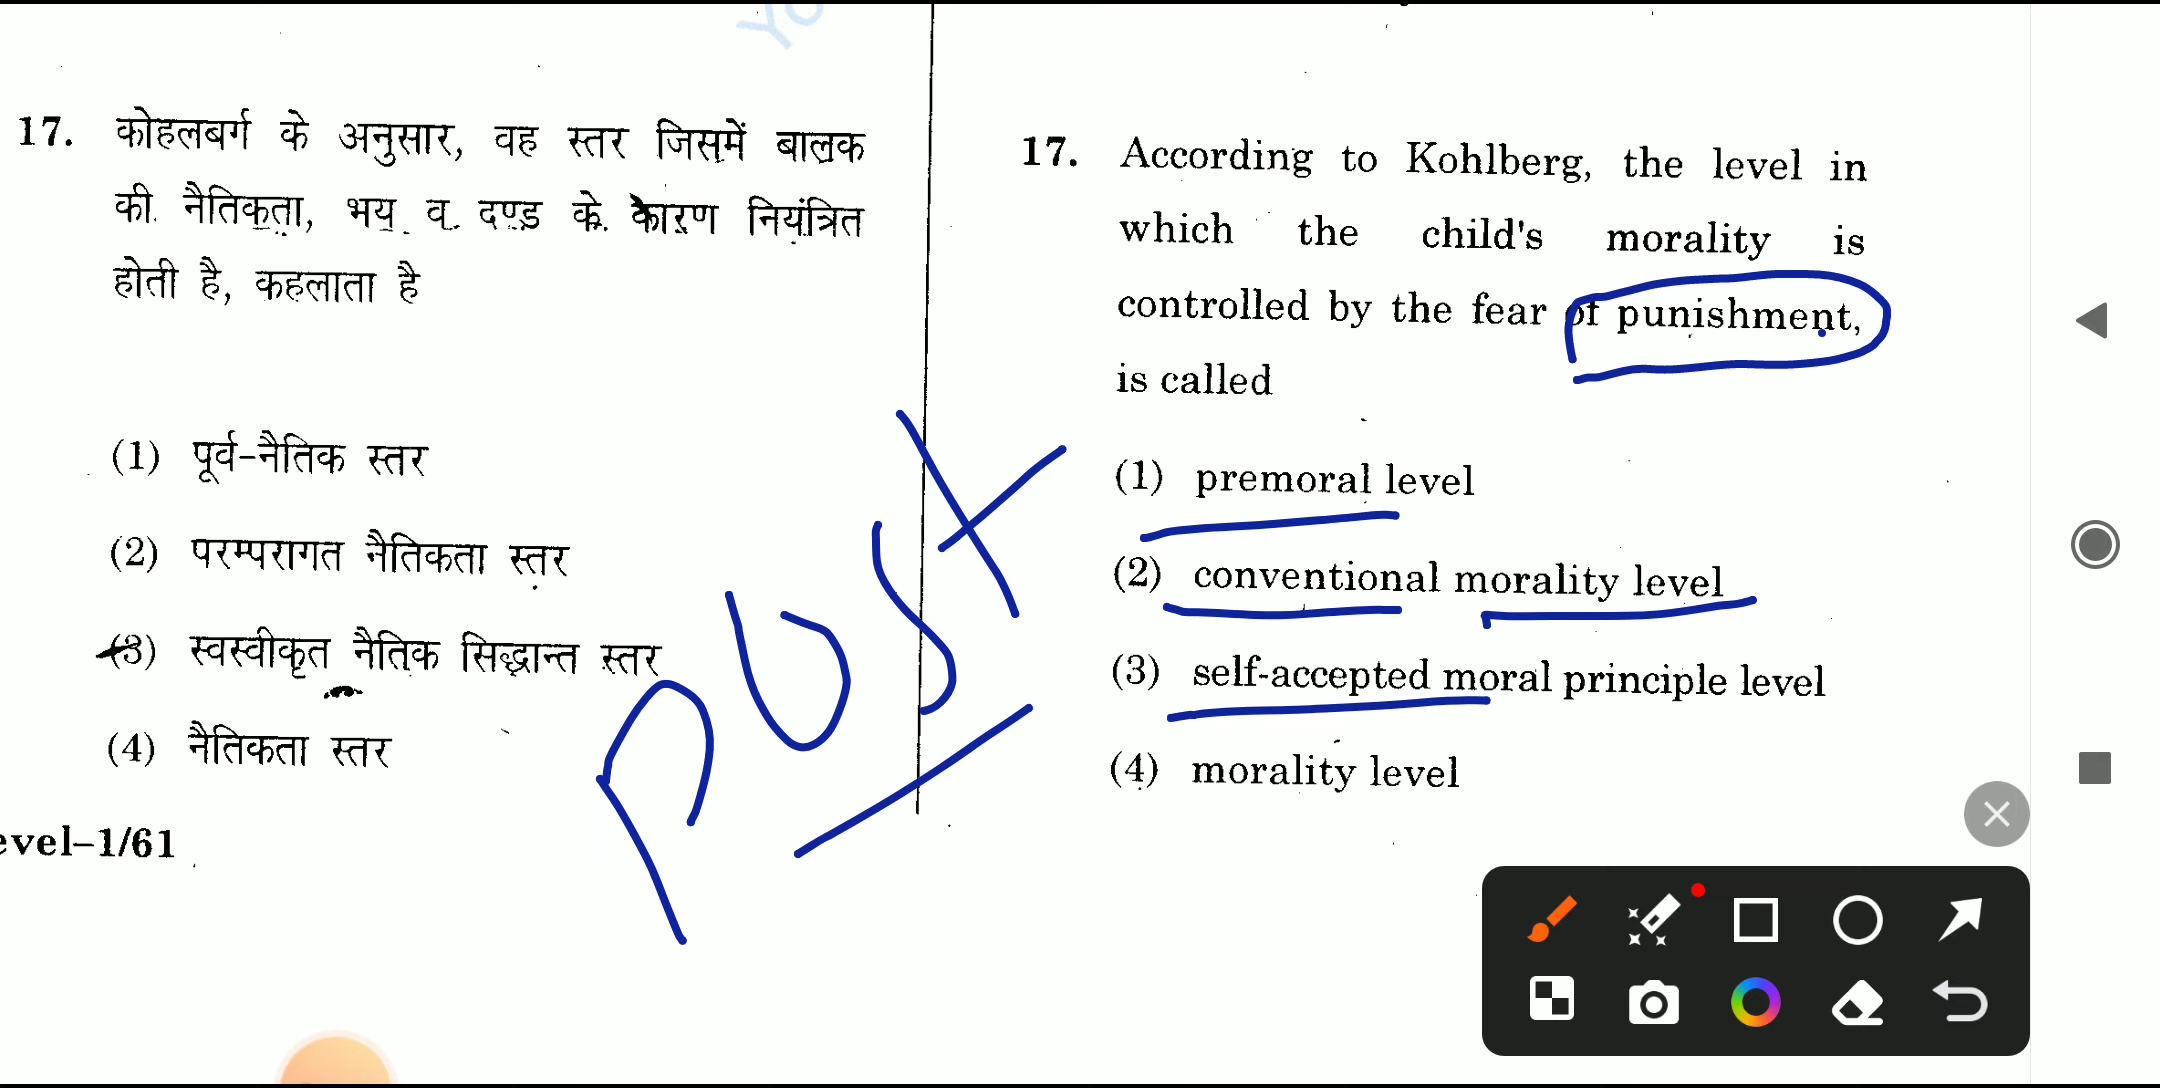 17. कोहलबर्ग के अनुसार, वह स्तर जिसमें बालक
की नैतिकता, भय व दण्ड के कारण नियंत्रित
होती है, कहलाता है
(1) पूर्व-नैतिक स्तर
(2) परम्परागत नैतिकता स्तर
(3) स्वस्वीकृत नैतिक सिद्धान्त स्तर
(4) नैतिकता स्तर
evel–1/61
17. According to Kohlberg, the level in
which the child's morality is
controlled by the fear of punishment,
is called
(1) premoral level
(2) conventional morality level
(3) self-accepted moral principle level
(4) morality level